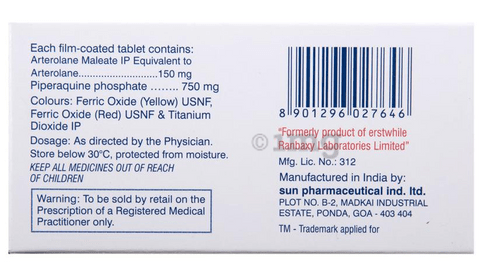 Each film-coated tablet contains:
Arterolane Maleate IP Equivalent to
Arterolane............................150 mg
Piperaquine phosphate ........ 750 mg
Colours: Ferric Oxide (Yellow) USNF,
Ferric Oxide (Red) USNF & Titanium
Dioxide IP
Dosage: As directed by the Physician.
Store below 30°C, protected from moisture.
KEEP ALL MEDICINES OUT OF REACH
OF CHILDREN
Warning: To be sold by retail on the
Prescription of a Registered Medical
Practitioner only.
8 901296 027646
"Formerly product of erstwhile
Ranbaxy Laboratories Limited"
Mfg. Lic. No.: 312
Manufactured in India by:
sun pharmaceutical ind. ltd.
PLOT NO. B-2, MADKAI INDUSTRIAL
ESTATE, PONDA, GOA - 403 404
TM - Trademark applied for